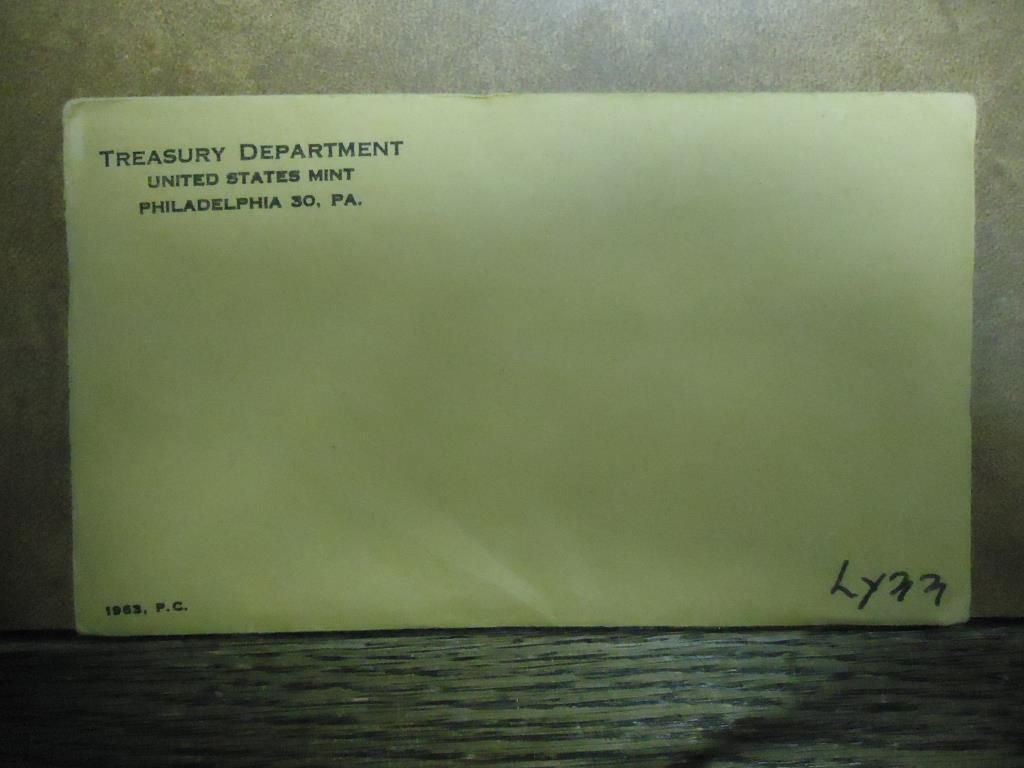 TREASURY DEPARTMENT
UNITED STATES MINT
PHILADELPHIA 30, PA.
1963, P.C.